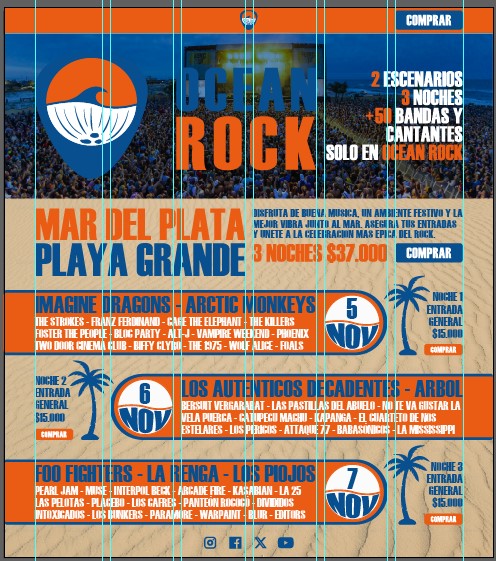 COMPRAR
OCEAN
ROCK
2 ESCENARIOS
3 NOCHES
+50 BANDAS Y
CANTANTES
SOLO EN OCEAN ROCK
MAR DEL PLATA
PLAYA GRANDE
DISFRUTA DE BUENA MUSICA, UN AMBIENTE FESTIVO Y LA
MEJOR VIBRA JUNTO AL MAR. ASEGURA TUS ENTRADAS
Y UNETE A LA CELEBRACION MAS EPICA DEL ROCK.
3 NOCHES $37.000
COMPRAR
IMAGINE DRAGONS - ARCTIC MONKEYS
THE STROKES - FRANZ FERDINAND - CAGE THE ELEPHANT - THE KILLERS
FOSTER THE PEOPLE - BLOC PARTY - ALT-J - VAMPIRE WEEKEND - PHOENIX
TWO DOOR CINEMA CLUB - BIFFY CLYRO - THE 1975 - WOLF ALICE - FOALS
5
NOV
NOCHE 1
ENTRADA
GENERAL
$15.000
COMPRAR
NOCHE 2
ENTRADA
GENERAL
$15.000
COMPRAR
6
NOV
LOS AUTENTICOS DECADENTES - ARBOL
BERSUIT VERGARABAT - LAS PASTILLAS DEL ABUELO - NO TE VA GUSTAR LA
VELA PUERCA - CATUPECU MACHU - KAPANGA - EL CUARTETO DE NOS
ESTELARES - LOS PERICOS - ATTAQUE 77 - BABASONICOS - LA MISSISSIPPI
FOO FIGHTERS - LA RENGA - LOS PIOJOS
PEARL JAM - MUSE - INTERPOL BECK - ARCADE FIRE - KASABIAN - LA 25
LAS PELOTAS - PLACEBO - LOS CAFRES - PANTEON ROCOCO - DIVIDIDOS
INTOXICADOS - LOS BUNKERS - PARAMORE - WARPAINT - BLUR - EDITORS
7
NOV
NOCHE 3
ENTRADA
GENERAL
$15.000
COMPRAR